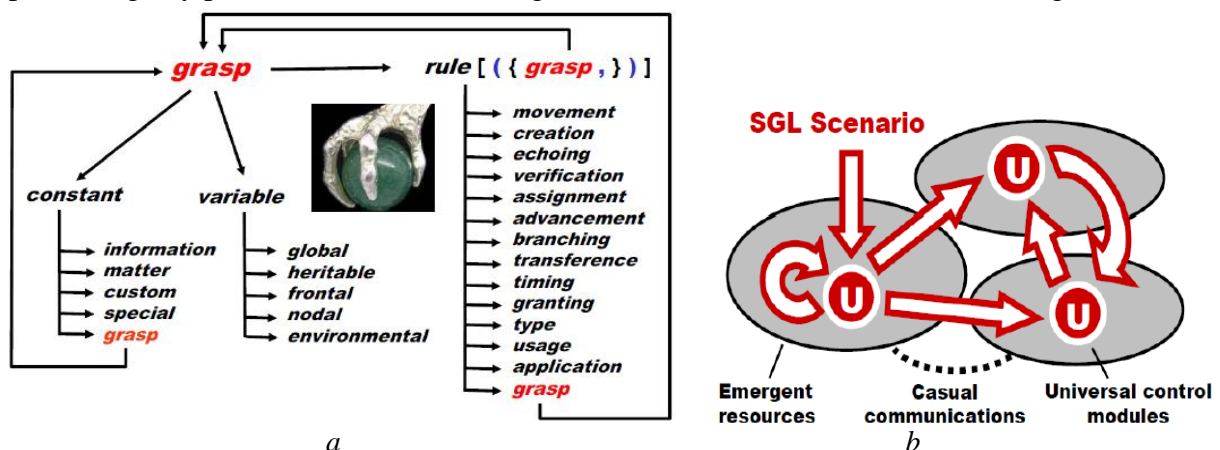 grasp
rule [ ( { grasp , } ) ]
constant
information
matter
custom
special
grasp
variable
global
heritable
frontal
nodal
environmental
movement
creation
echoing
verification
assignment
advancement
branching
transference
timing
granting
type
usage
application
grasp
a
SGL Scenario
U
U
U
Emergent
resources
Casual
communications
Universal control
modules
b